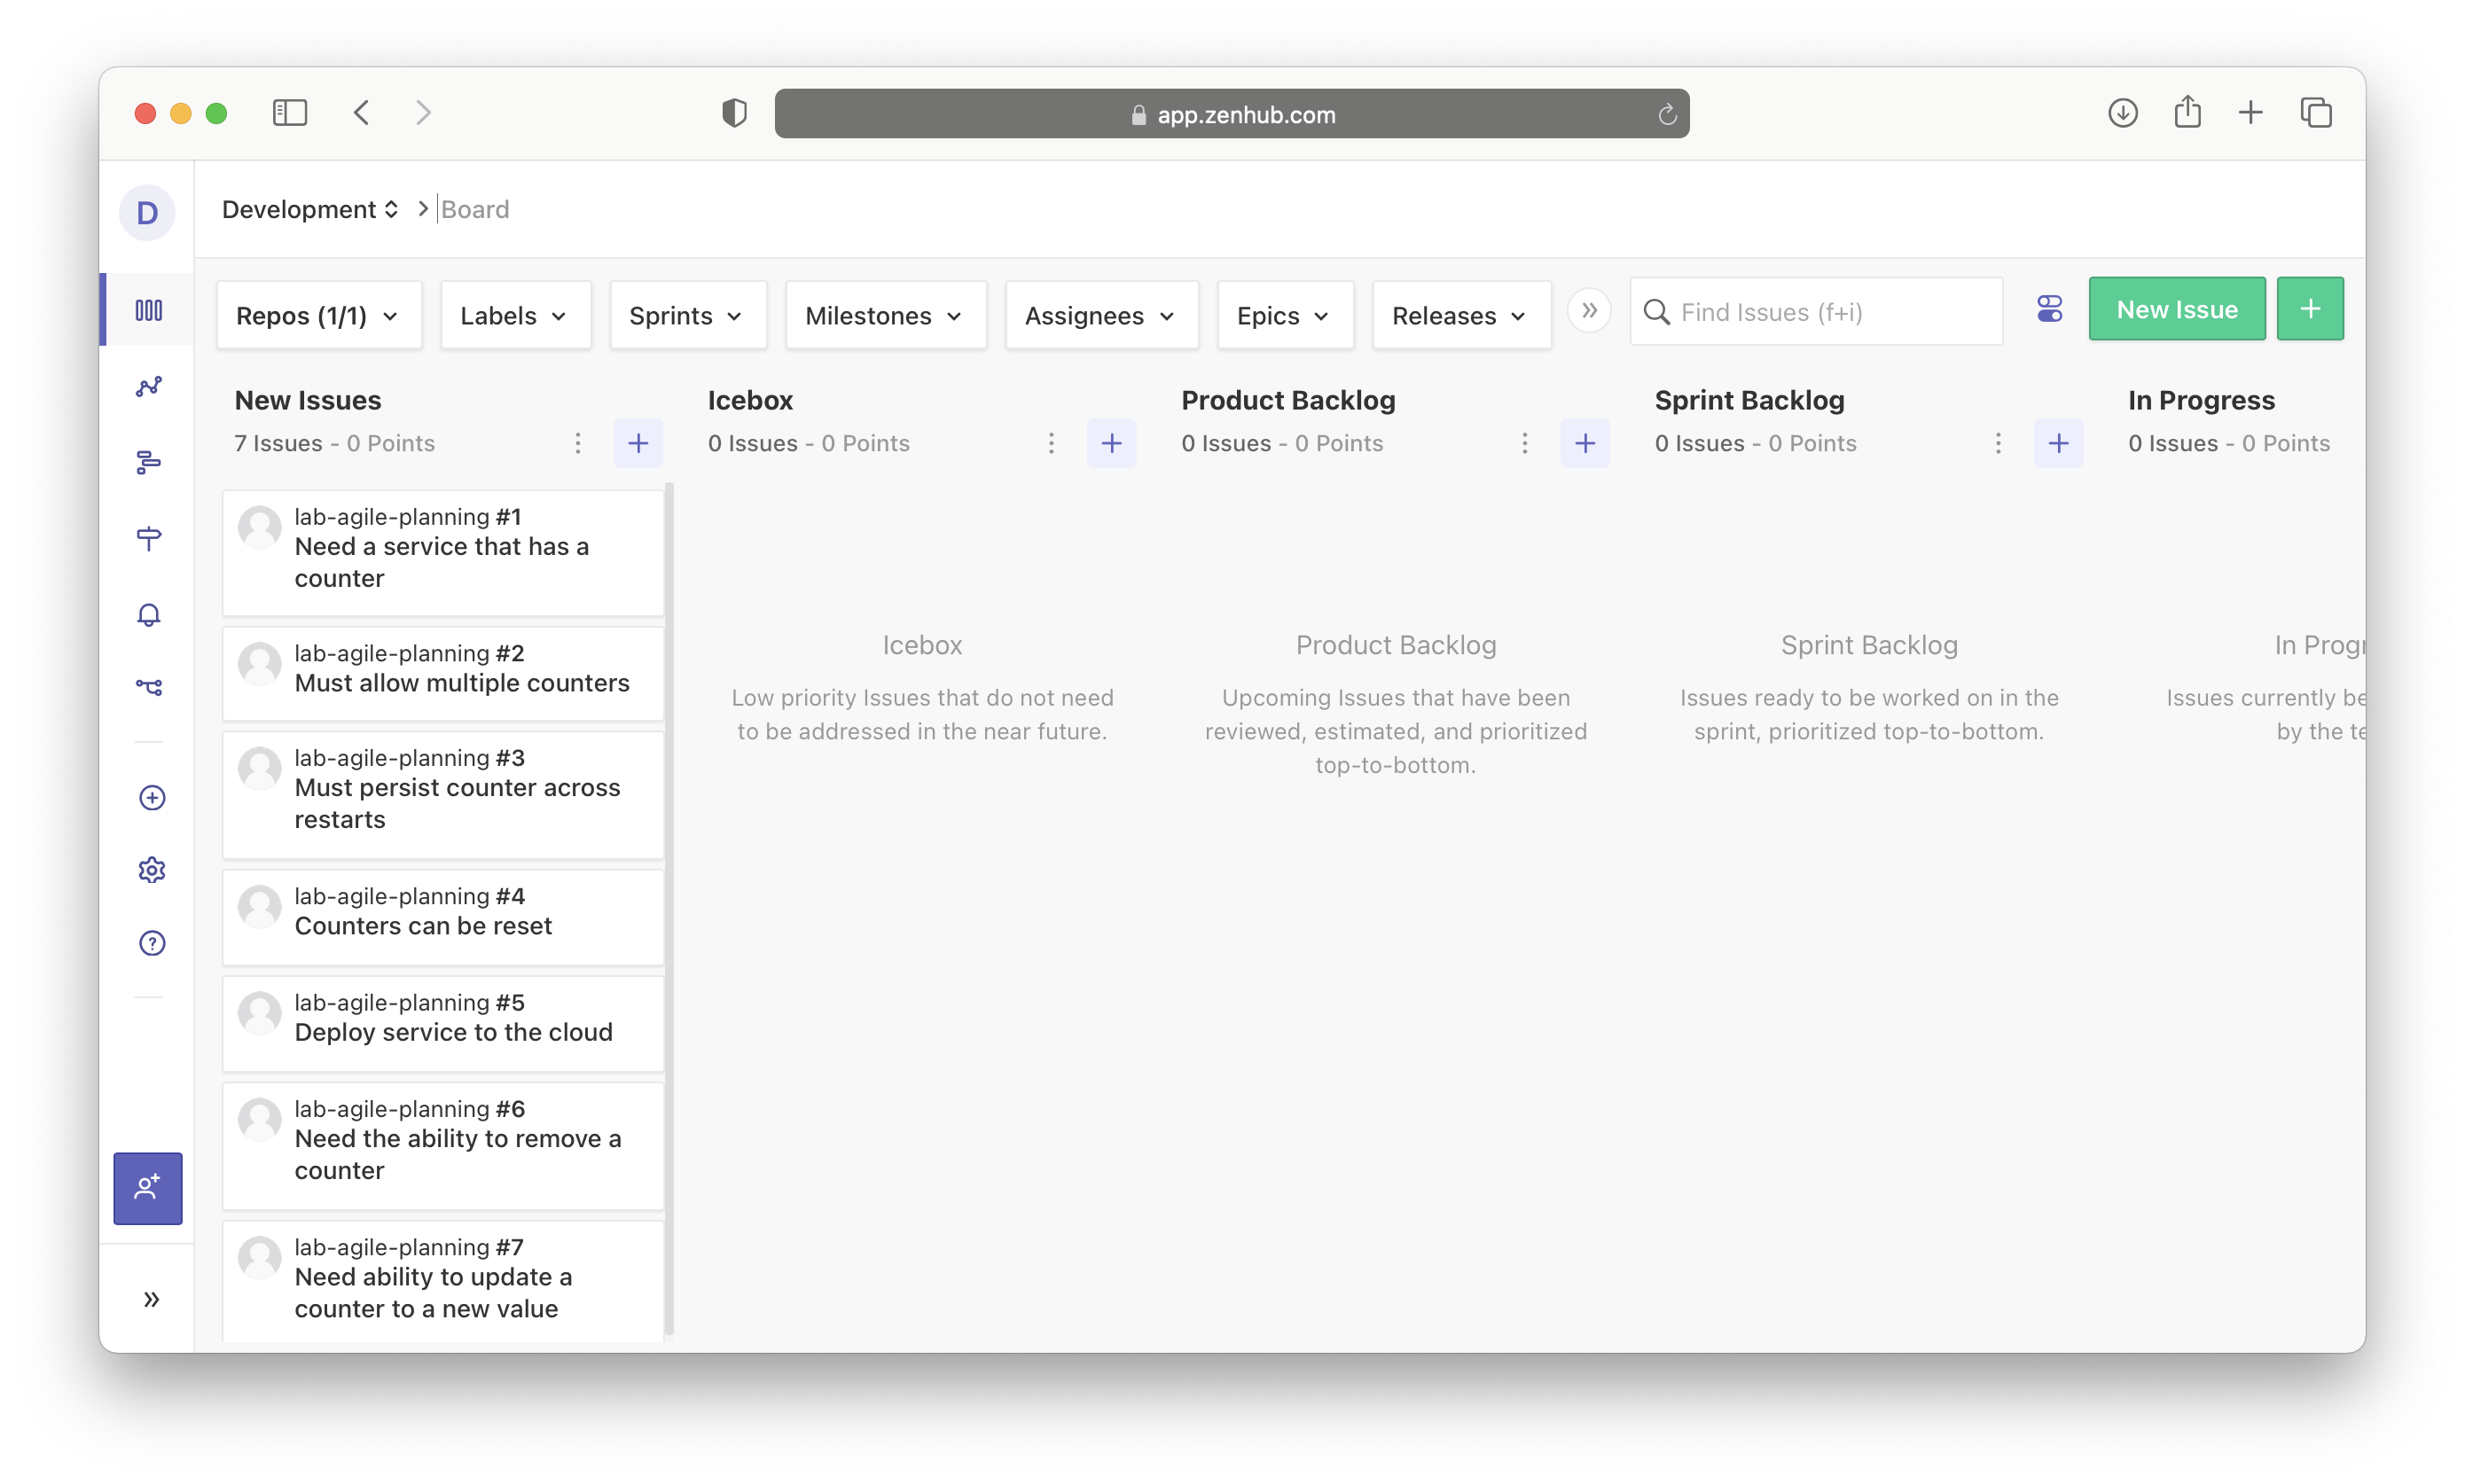 app.zenhub.com
D
Development > Board
Repos (1/1)
Labels
Sprints
Milestones
Assignees
Epics
Releases
Find Issues (f+i)
New Issue
New Issues
7 Issues - 0 Points
Icebox
0 Issues - 0 Points
Product Backlog
0 Issues - 0 Points
Sprint Backlog
0 Issues - 0 Points
In Progress
0 Issues - 0 Points
lab-agile-planning #1
Need a service that has a
counter
lab-agile-planning #2
Must allow multiple counters
lab-agile-planning #3
Must persist counter across
restarts
lab-agile-planning #4
Counters can be reset
lab-agile-planning #5
Deploy service to the cloud
lab-agile-planning #6
Need the ability to remove a
counter
lab-agile-planning #7
Need ability to update a
counter to a new value
Icebox
Low priority Issues that do not need
to be addressed in the near future.
Product Backlog
Upcoming Issues that have been
reviewed, estimated, and prioritized
top-to-bottom.
Sprint Backlog
Issues ready to be worked on in the
sprint, prioritized top-to-bottom.
In Progr
Issues currently be
by the te